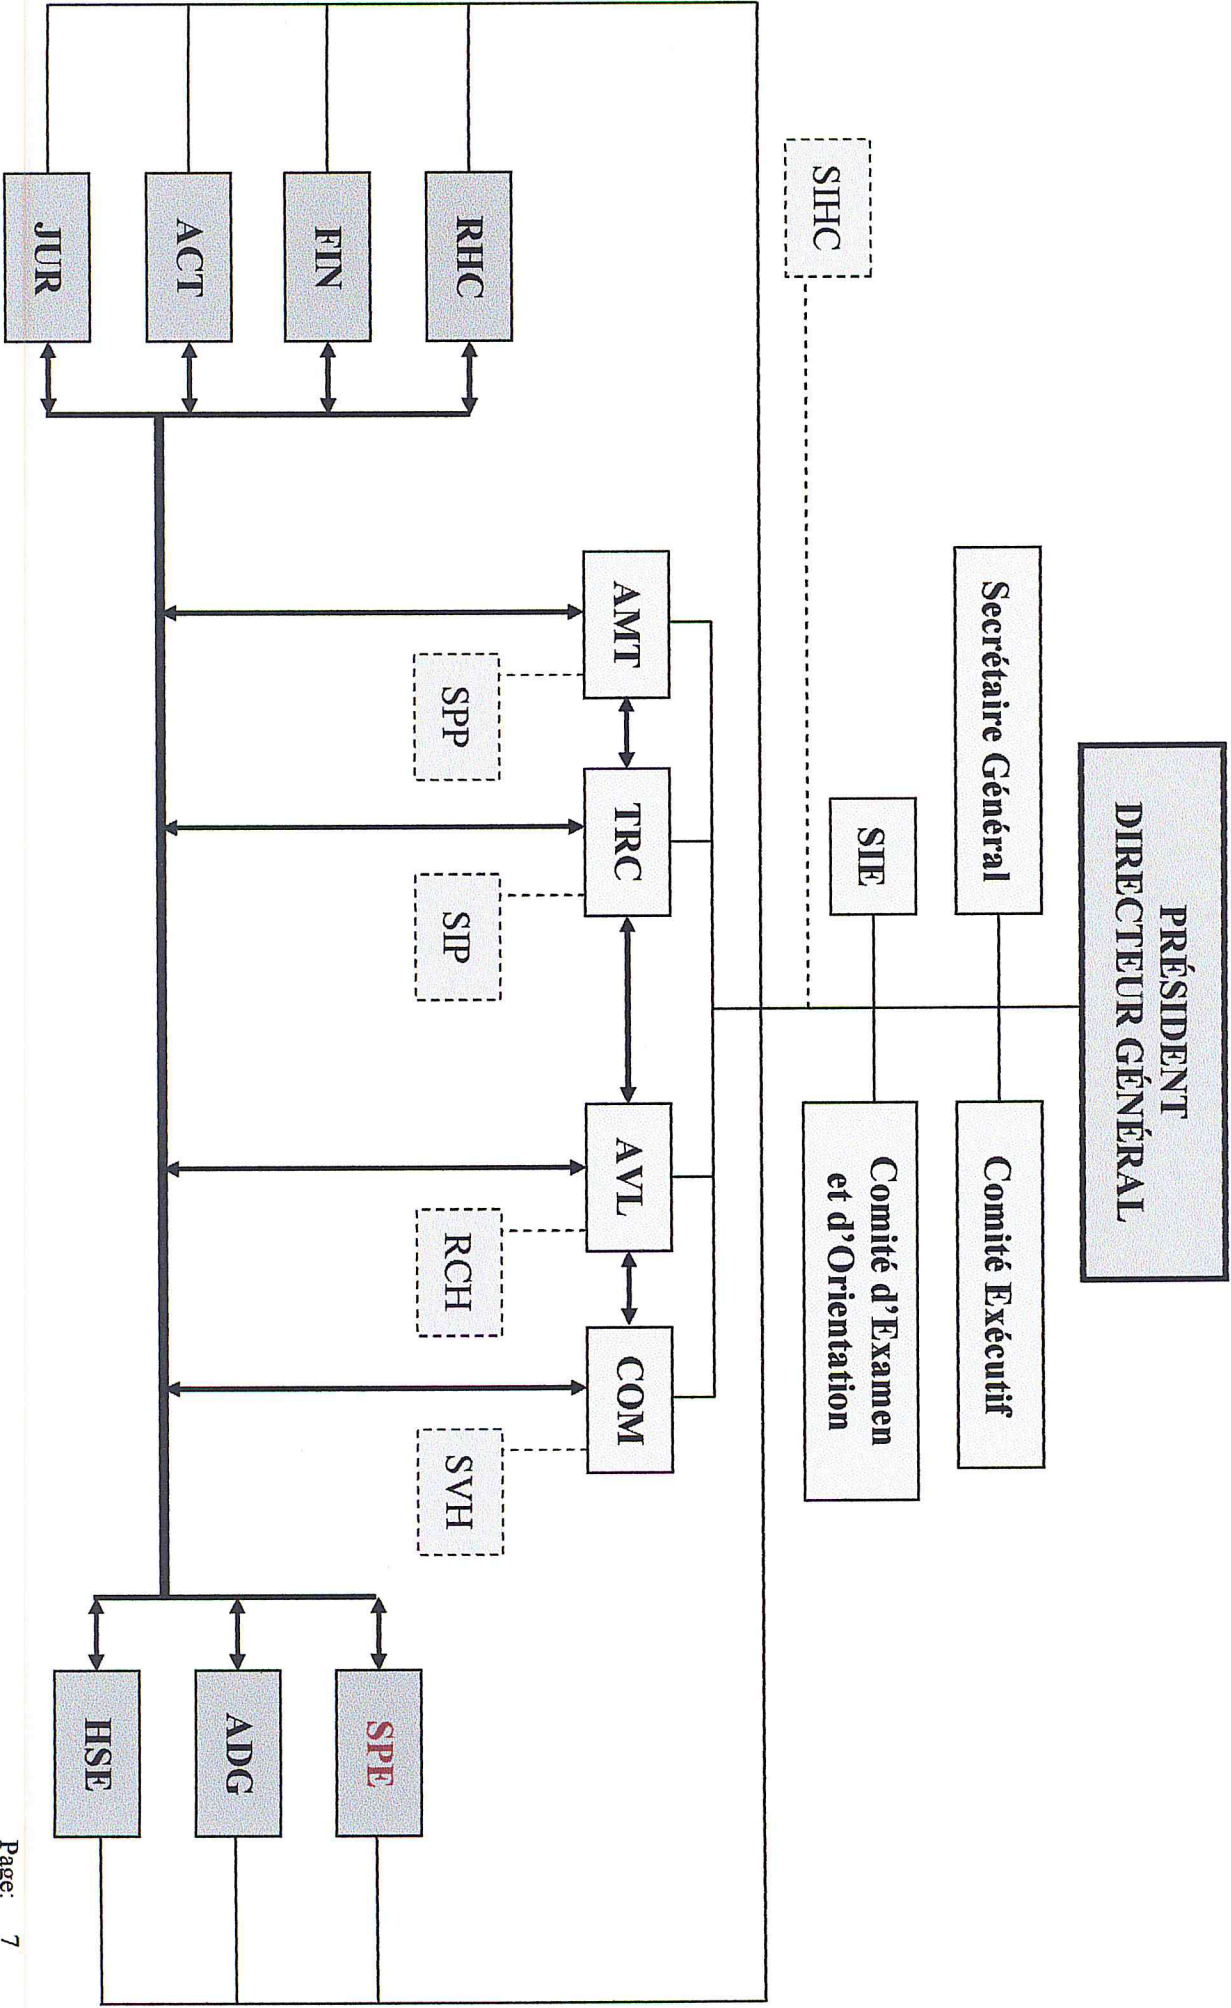 PRÉSIDENT
DIRECTEUR GÉNÉRAL
Secrétaire Général
Comité Exécutif
SIE
Comité d'Examen
et d'Orientation
SIHC
AMT
TRC
AVL
COM
SPP
SIP
RCH
SVH
RHC
FIN
ACT
JUR
SPE
ADG
HSE
Page: 7